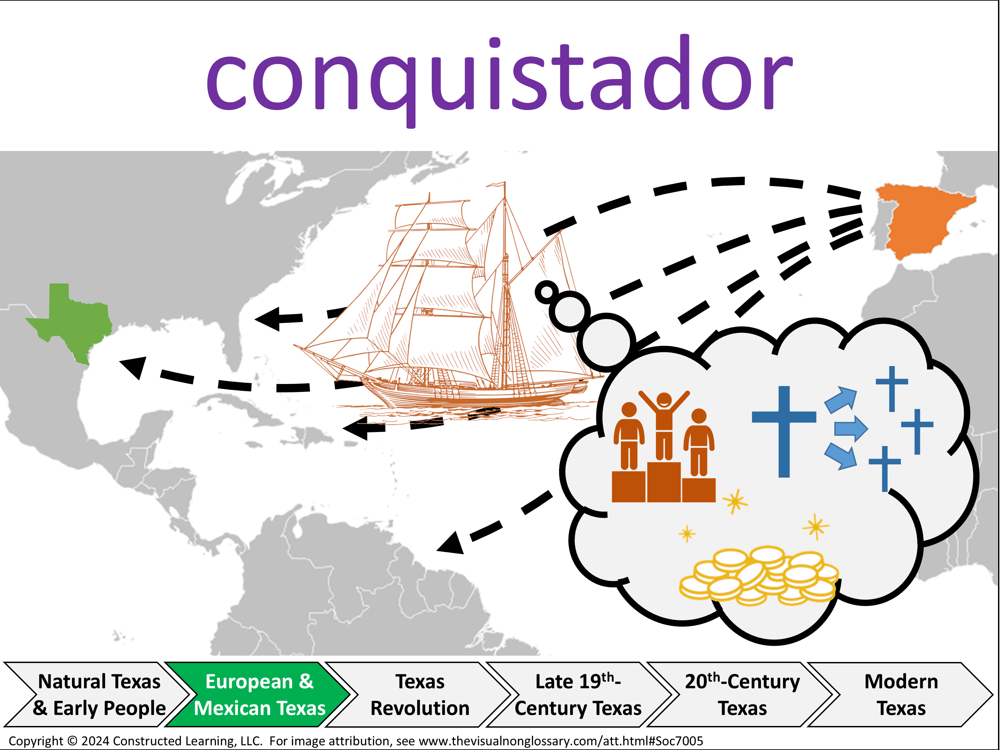 conquistador
Natural Texas
& Early People
European &
Mexican Texas
Texas
Revolution
Late 19th-
Century Texas
20th-Century
Texas
Modern
Texas
Copyright © 2024 Constructed Learning, LLC.  For image attribution, see www.thevisualnonglossary.com/att.html#Soc7005